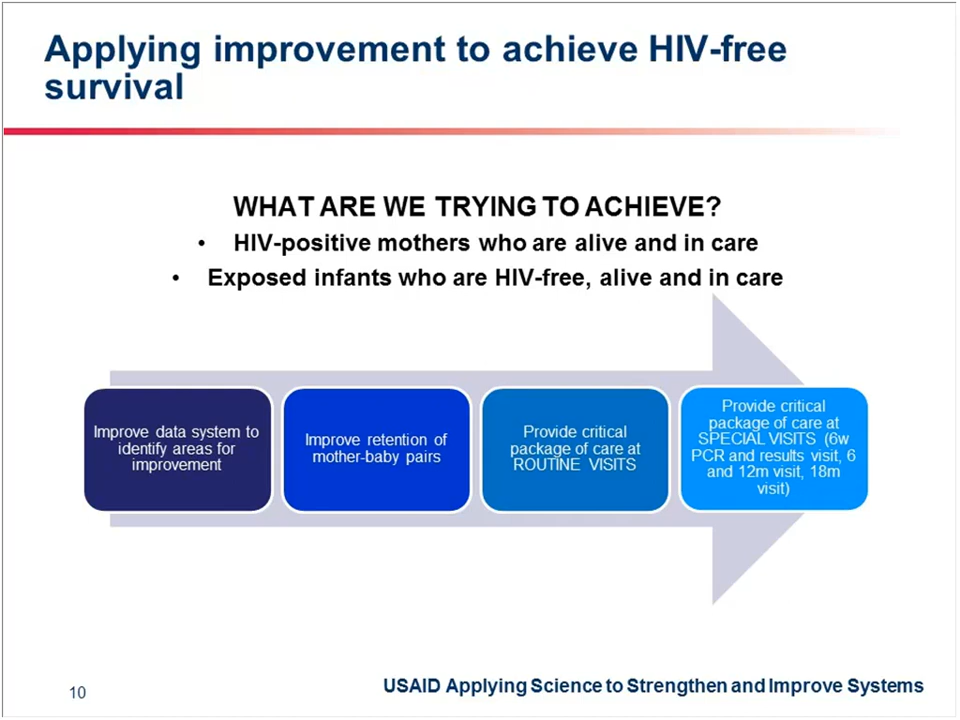 Applying improvement to achieve HIV-free
survival
WHAT ARE WE TRYING TO ACHIEVE?
• HIV-positive mothers who are alive and in care
• Exposed infants who are HIV-free, alive and in care
Improve data system to
identify areas for
improvement
Improve retention of
mother-baby pairs
Provide critical
package of care at
ROUTINE VISITS
Provide critical
package of care at
SPECIAL VISITS (6w
PCR and results visit, 6
and 12m visit, 18m
visit)
10
USAID Applying Science to Strengthen and Improve Systems